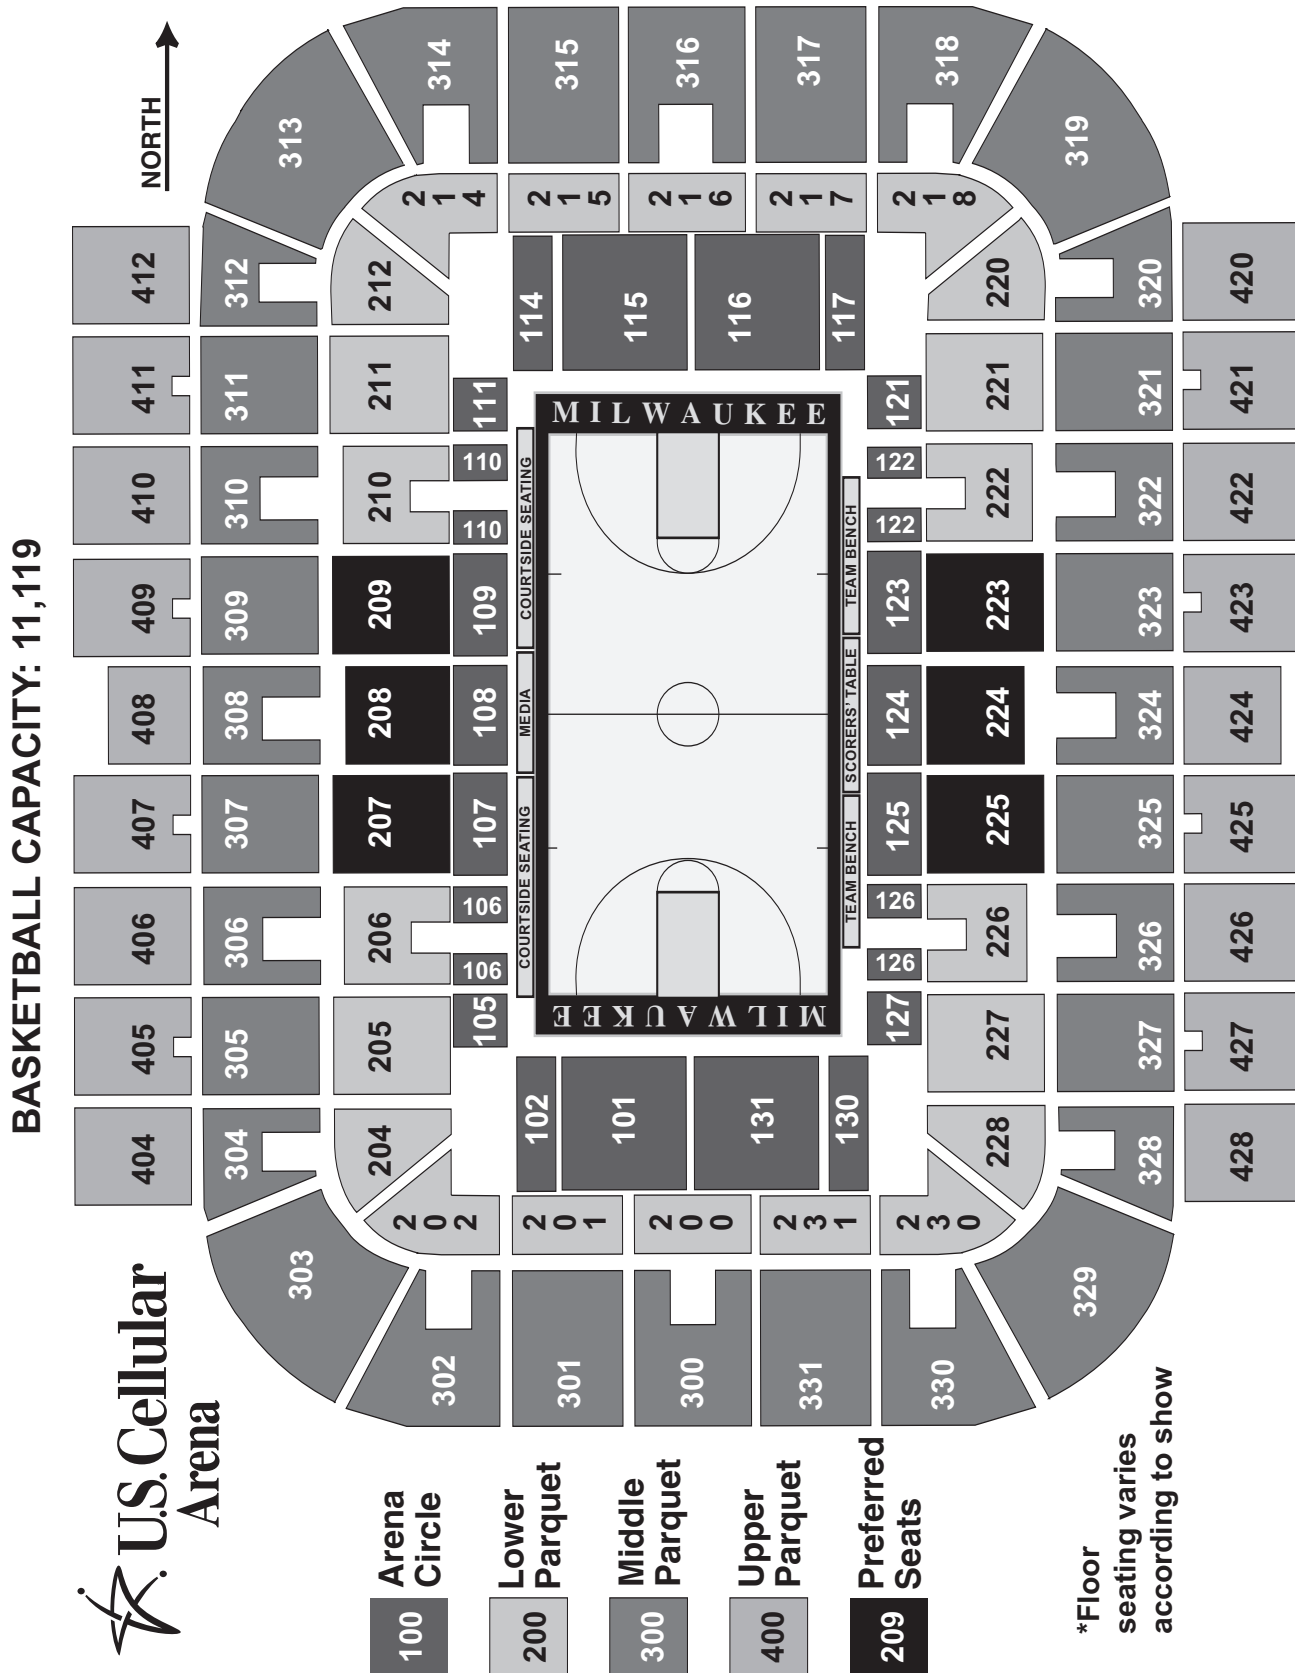 BASKETBALL CAPACITY: 11,119
U.S. Cellular
Arena
NORTH
404 405 406 407 408 409 410 411 412
304 305 306 307 308 309 310 311 312
303 313
204 205 206 207 208 209 210 211 212
202 214
302 314
105 106 106 107 108 109 110 110 111
COURTSIDE SEATING MEDIA COURTSIDE SEATING
301 201 102 101 114 115 215 315
MILWAUKEE MILWAUKEE
300 200 216 316
331 231 131 130 116 117 217 317
TEAM BENCH SCORERS' TABLE TEAM BENCH
127 126 126 125 124 123 122 122 121
330 230 218 318
228 227 226 225 224 223 222 221 220
329 319
328 327 326 325 324 323 322 321 320
428 427 426 425 424 423 422 421 420
100 Arena
Circle
200 Lower
Parquet
300 Middle
Parquet
400 Upper
Parquet
209 Preferred
Seats
*Floor
seating varies
according to show